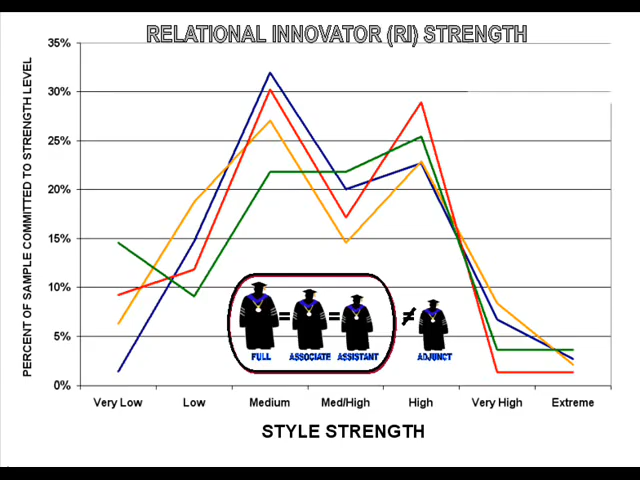 RELATIONAL INNOVATOR (RI) STRENGTH
PERCENT OF SAMPLE COMMITTED TO STRENGTH LEVEL
35%
30%
25%
20%
15%
10%
5%
0%
= = ≠
FULL ASSOCIATE ASSISTANT ADJUNCT
Very Low Low Medium Med/High High Very High Extreme
STYLE STRENGTH